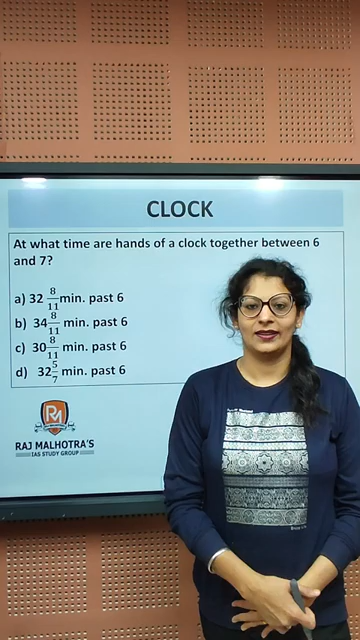 CLOCK
At what time are hands of a clock together between 6
and 7?
a) 32 8/11 min. past 6
b) 34 8/11 min. past 6
c) 30 8/11 min. past 6
d) 32 5/7 min. past 6
RM
RAJ MALHOTRA'S
IAS STUDY GROUP